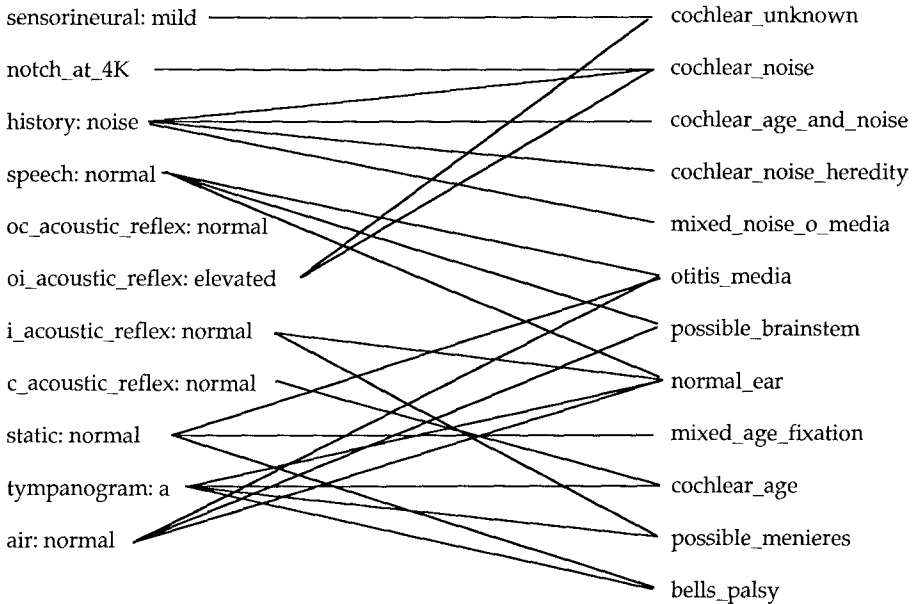 sensorineural: mild
notch_at_4K
history: noise
speech: normal
oc_acoustic_reflex: normal
oi_acoustic_reflex: elevated
i_acoustic_reflex: normal
c_acoustic_reflex: normal
static: normal
tympanogram: a
air: normal
cochlear_unknown
cochlear_noise
cochlear_age_and_noise
cochlear_noise_heredity
mixed_noise_o_media
otitis_media
possible_brainstem
normal_ear
mixed_age_fixation
cochlear_age
possible_menieres
bells_palsy